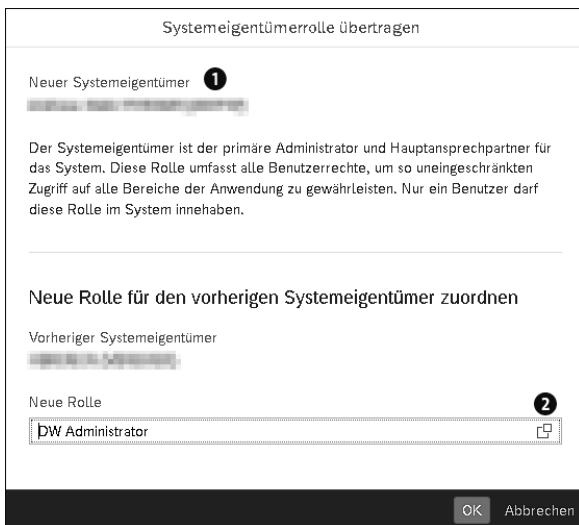 Systemeigentümerrolle übertragen
Neuer Systemeigentümer ❶
Der Systemeigentümer ist der primäre Administrator und Hauptansprechpartner für
das System. Diese Rolle umfasst alle Benutzerrechte, um so uneingeschränkten
Zugriff auf alle Bereiche der Anwendung zu gewährleisten. Nur ein Benutzer darf
diese Rolle im System innehaben.
Neue Rolle für den vorherigen Systemeigentümer zuordnen
Vorheriger Systemeigentümer
Neue Rolle ❷
DW Administrator
OK Abbrechen